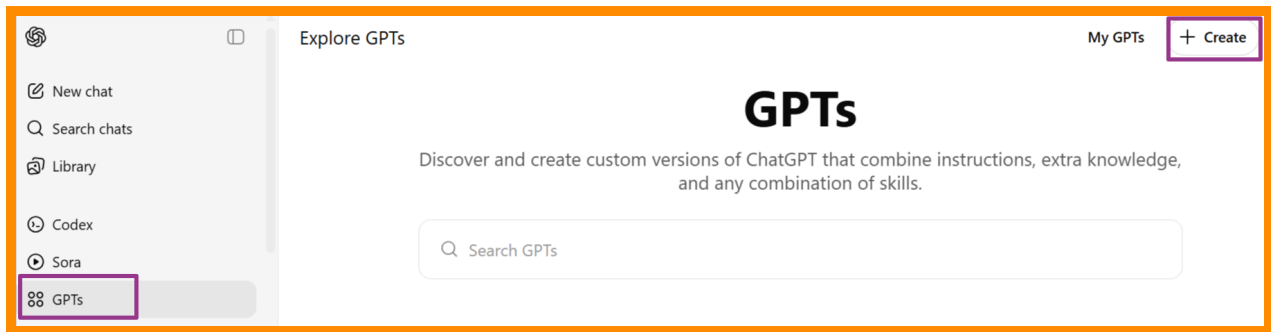 Explore GPTs
My GPTs
+ Create
New chat
Search chats
Library
Codex
Sora
GPTs
GPTs
Discover and create custom versions of ChatGPT that combine instructions, extra knowledge,
and any combination of skills.
Search GPTs